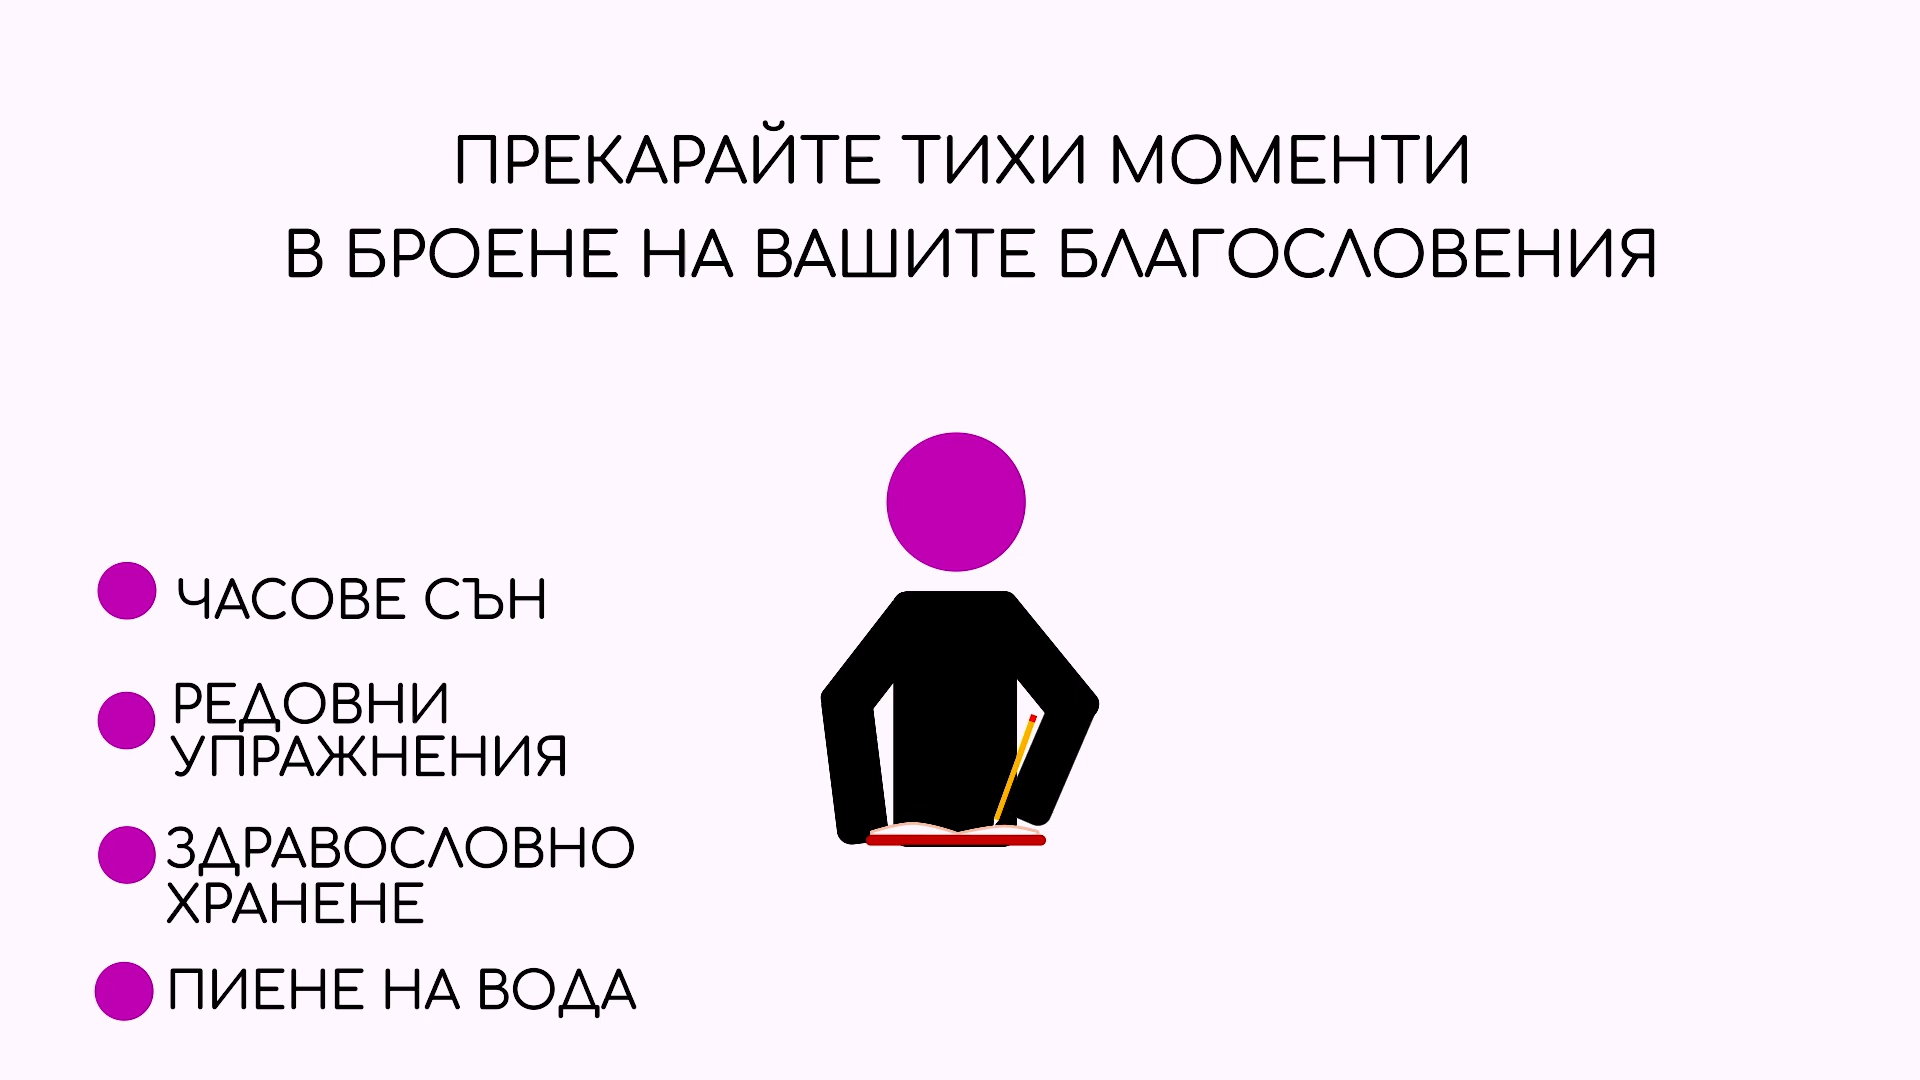 ПРЕКАРАЙТЕ ТИХИ МОМЕНТИ
В БРОЕНЕ НА ВАШИТЕ БЛАГОСЛОВЕНИЯ
ЧАСОВЕ СЪН
РЕДОВНИ
УПРАЖНЕНИЯ
ЗДРАВОСЛОВНО
ХРАНЕНЕ
ПИЕНЕ НА ВОДА